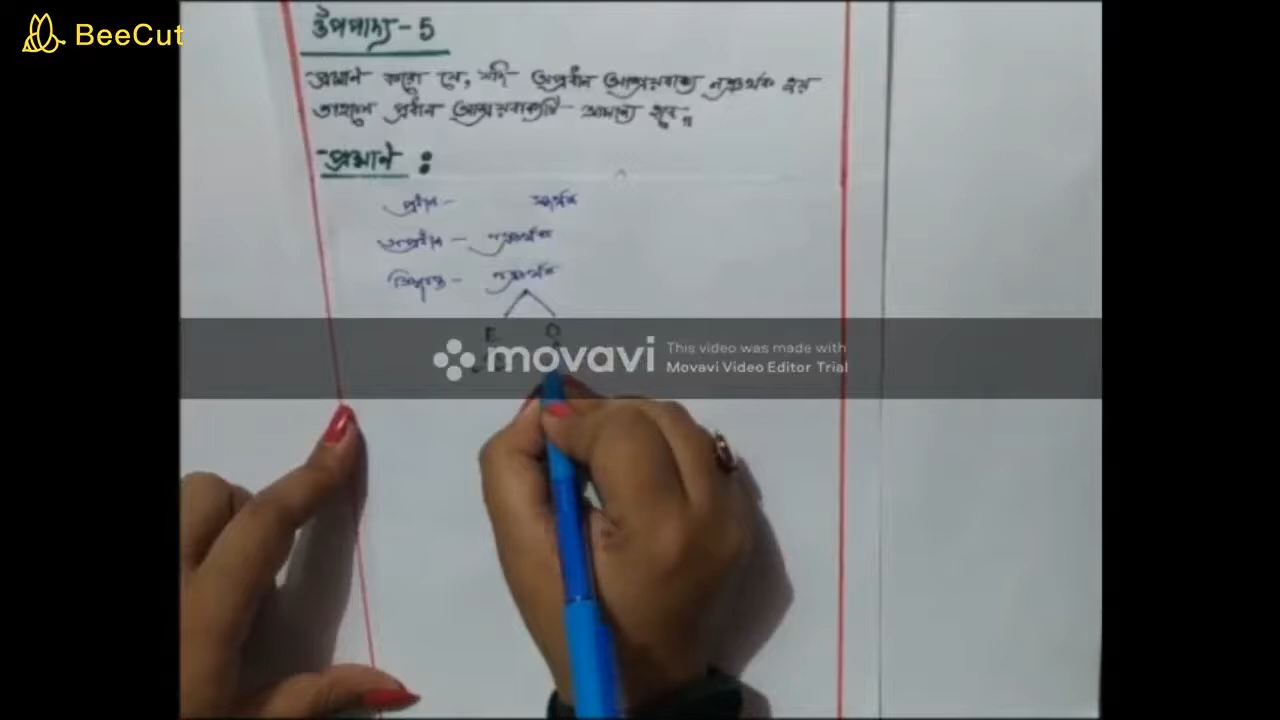 BeeCut
উপপাদ্য - 5
প্রমাণ করো যে, যদি অপ্রধান আশ্রয়বাক্য নঞর্থক হয়
তাহলে প্রধান আশ্রয়বাক্যটি সামান্য হবে।
প্রমাণ :
প্রধান - সদর্থক
অপ্রধান - নঞর্থক
সিদ্ধান্ত - নঞর্থক
E O
movavi
This video was made with
Movavi Video Editor Trial